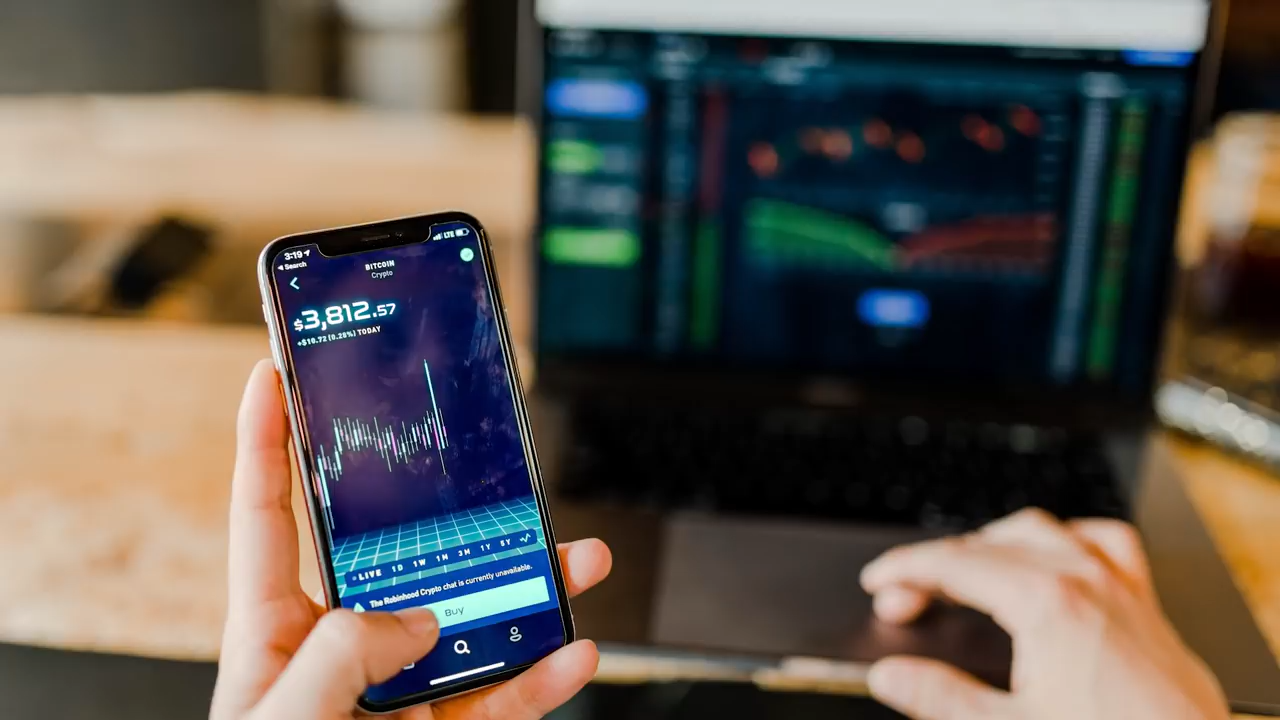 3:19
LTE
◀ Search
BITCOIN
Crypto
$3,812.57
+$10.72 (0.28%) TODAY
LIVE 1D 1W 1M 3M 1Y 5Y
The Robinhood Crypto chat is currently unavailable.
Buy